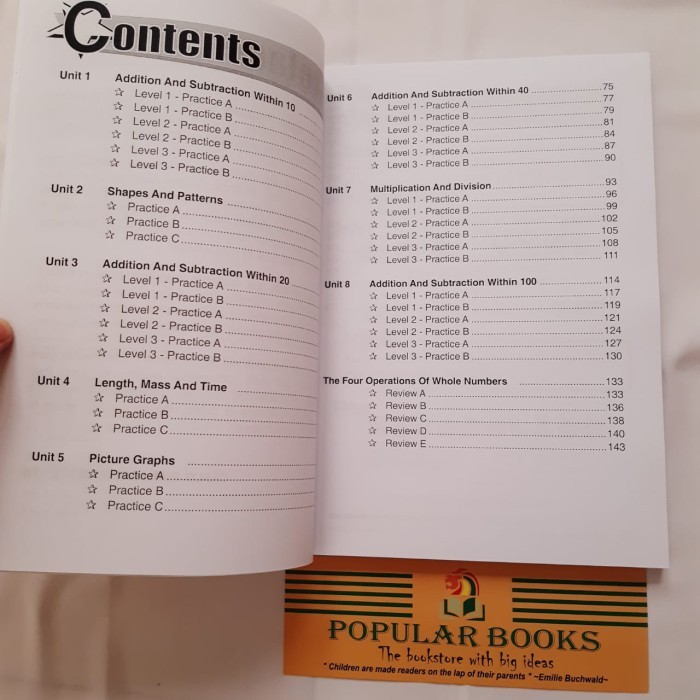 Contents
Unit 1 Addition And Subtraction Within 10
☆ Level 1 - Practice A
☆ Level 1 - Practice B
☆ Level 2 - Practice A
☆ Level 2 - Practice B
☆ Level 3 - Practice A
☆ Level 3 - Practice B
Unit 2 Shapes And Patterns
☆ Practice A
☆ Practice B
☆ Practice C
Unit 3 Addition And Subtraction Within 20
☆ Level 1 - Practice A
☆ Level 1 - Practice B
☆ Level 2 - Practice A
☆ Level 2 - Practice B
☆ Level 3 - Practice A
☆ Level 3 - Practice B
Unit 4 Length, Mass And Time
☆ Practice A
☆ Practice B
☆ Practice C
Unit 5 Picture Graphs
☆ Practice A
☆ Practice B
☆ Practice C
Unit 6 Addition And Subtraction Within 40 75
☆ Level 1 - Practice A 77
☆ Level 1 - Practice B 79
☆ Level 2 - Practice A 81
☆ Level 2 - Practice B 84
☆ Level 3 - Practice A 87
☆ Level 3 - Practice B 90
Unit 7 Multiplication And Division 93
☆ Level 1 - Practice A 96
☆ Level 1 - Practice B 99
☆ Level 2 - Practice A 102
☆ Level 2 - Practice B 105
☆ Level 3 - Practice A 108
☆ Level 3 - Practice B 111
Unit 8 Addition And Subtraction Within 100 114
☆ Level 1 - Practice A 117
☆ Level 1 - Practice B 119
☆ Level 2 - Practice A 121
☆ Level 2 - Practice B 124
☆ Level 3 - Practice A 127
☆ Level 3 - Practice B 130
The Four Operations Of Whole Numbers 133
☆ Review A 133
☆ Review B 136
☆ Review C 138
☆ Review D 140
☆ Review E 143
POPULAR BOOKS
The bookstore with big ideas
" Children are made readers on the lap of their parents " ~Emilie Buchwald~